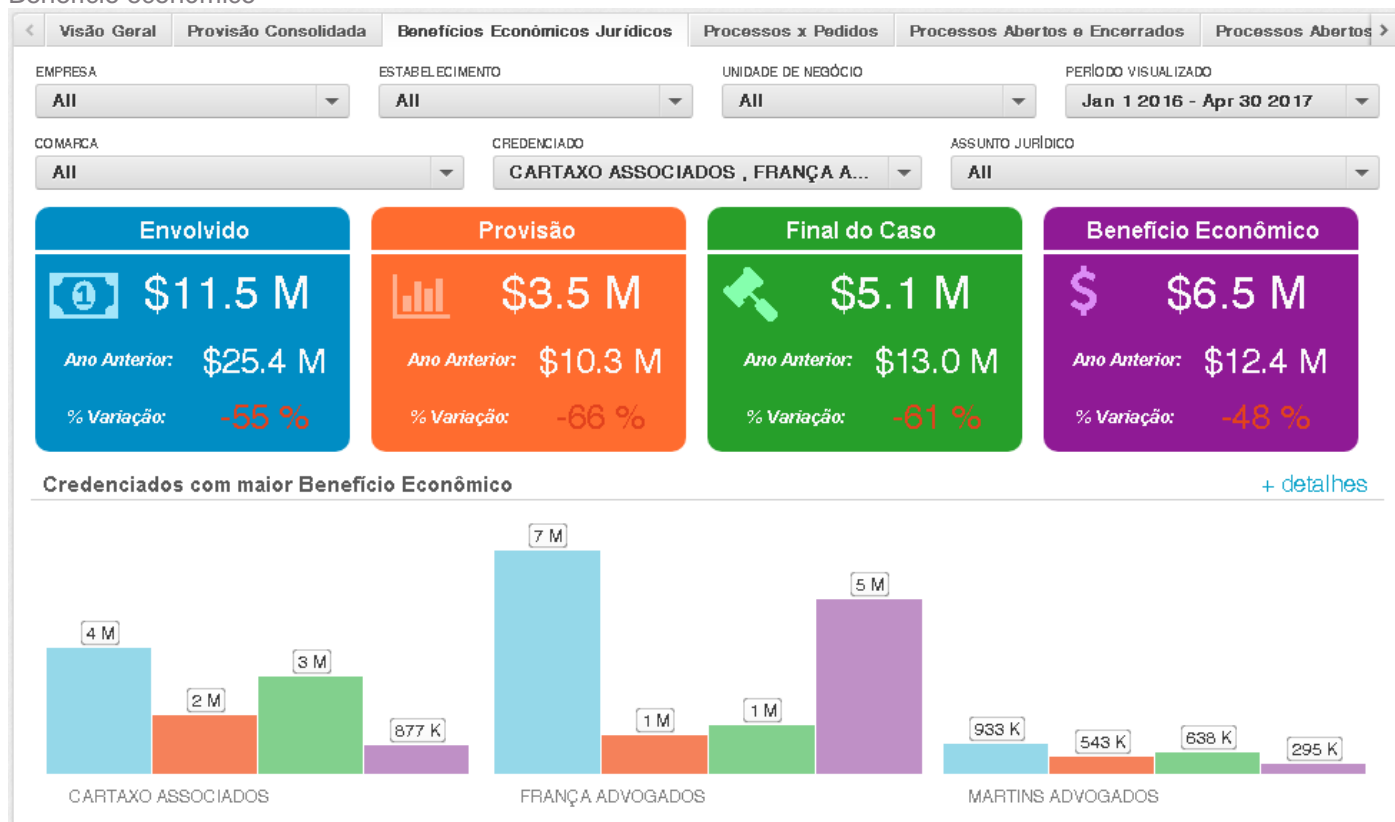 Benefício econômico
Visão Geral Provisão Consolidada Benefícios Econômicos Jurídicos Processos x Pedidos Processos Abertos e Encerrados Processos Abertos
EMPRESA ESTABELECIMENTO UNIDADE DE NEGÓCIO PERÍODO VISUALIZADO
All All All Jan 1 2016 - Apr 30 2017
COMARCA CREDENCIADO ASSUNTO JURÍDICO
All CARTAXO ASSOCIADOS , FRANÇA A... All
Envolvido Provisão Final do Caso Benefício Econômico
$11.5 M $3.5 M $5.1 M $6.5 M
Ano Anterior: $25.4 M Ano Anterior: $10.3 M Ano Anterior: $13.0 M Ano Anterior: $12.4 M
% Variação: -55 % % Variação: -66 % % Variação: -61 % % Variação: -48 %
Credenciados com maior Benefício Econômico + detalhes
7 M
5 M
4 M
3 M
2 M 1 M 1 M
877 K 933 K 543 K 638 K 295 K
CARTAXO ASSOCIADOS FRANÇA ADVOGADOS MARTINS ADVOGADOS